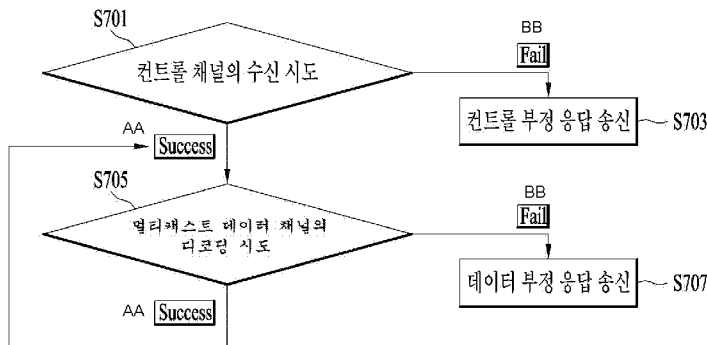 S701
컨트롤 채널의 수신 시도
BB
Fail
컨트롤 부정 응답 송신
S703
AA
Success
S705
멀티캐스트 데이터 채널의
디코딩 시도
BB
Fail
데이터 부정 응답 송신
S707
AA
Success